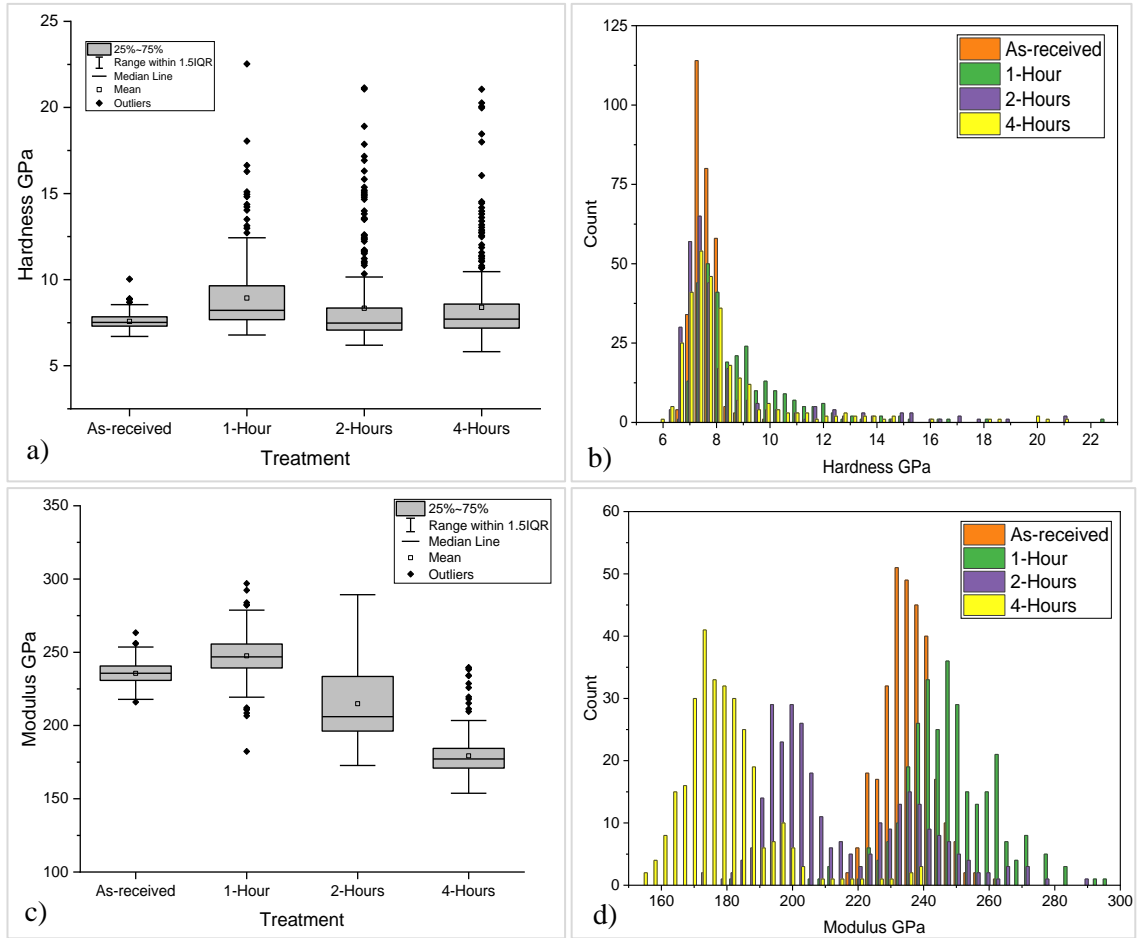 25
20
15
10
5
Hardness GPa
25%~75%
Range within 1.5IQR
Median Line
Mean
Outliers
As-received 1-Hour 2-Hours 4-Hours
Treatment
a)
125
100
75
50
25
0
Count
As-received
1-Hour
2-Hours
4-Hours
6 8 10 12 14 16 18 20 22
Hardness GPa
b)
350
300
250
200
150
100
Modulus GPa
25%~75%
Range within 1.5IQR
Median Line
Mean
Outliers
As-received 1-Hour 2-Hours 4-Hours
Treatment
c)
60
50
40
30
20
10
0
Count
As-received
1-Hour
2-Hours
4-Hours
160 180 200 220 240 260 280 300
Modulus GPa
d)